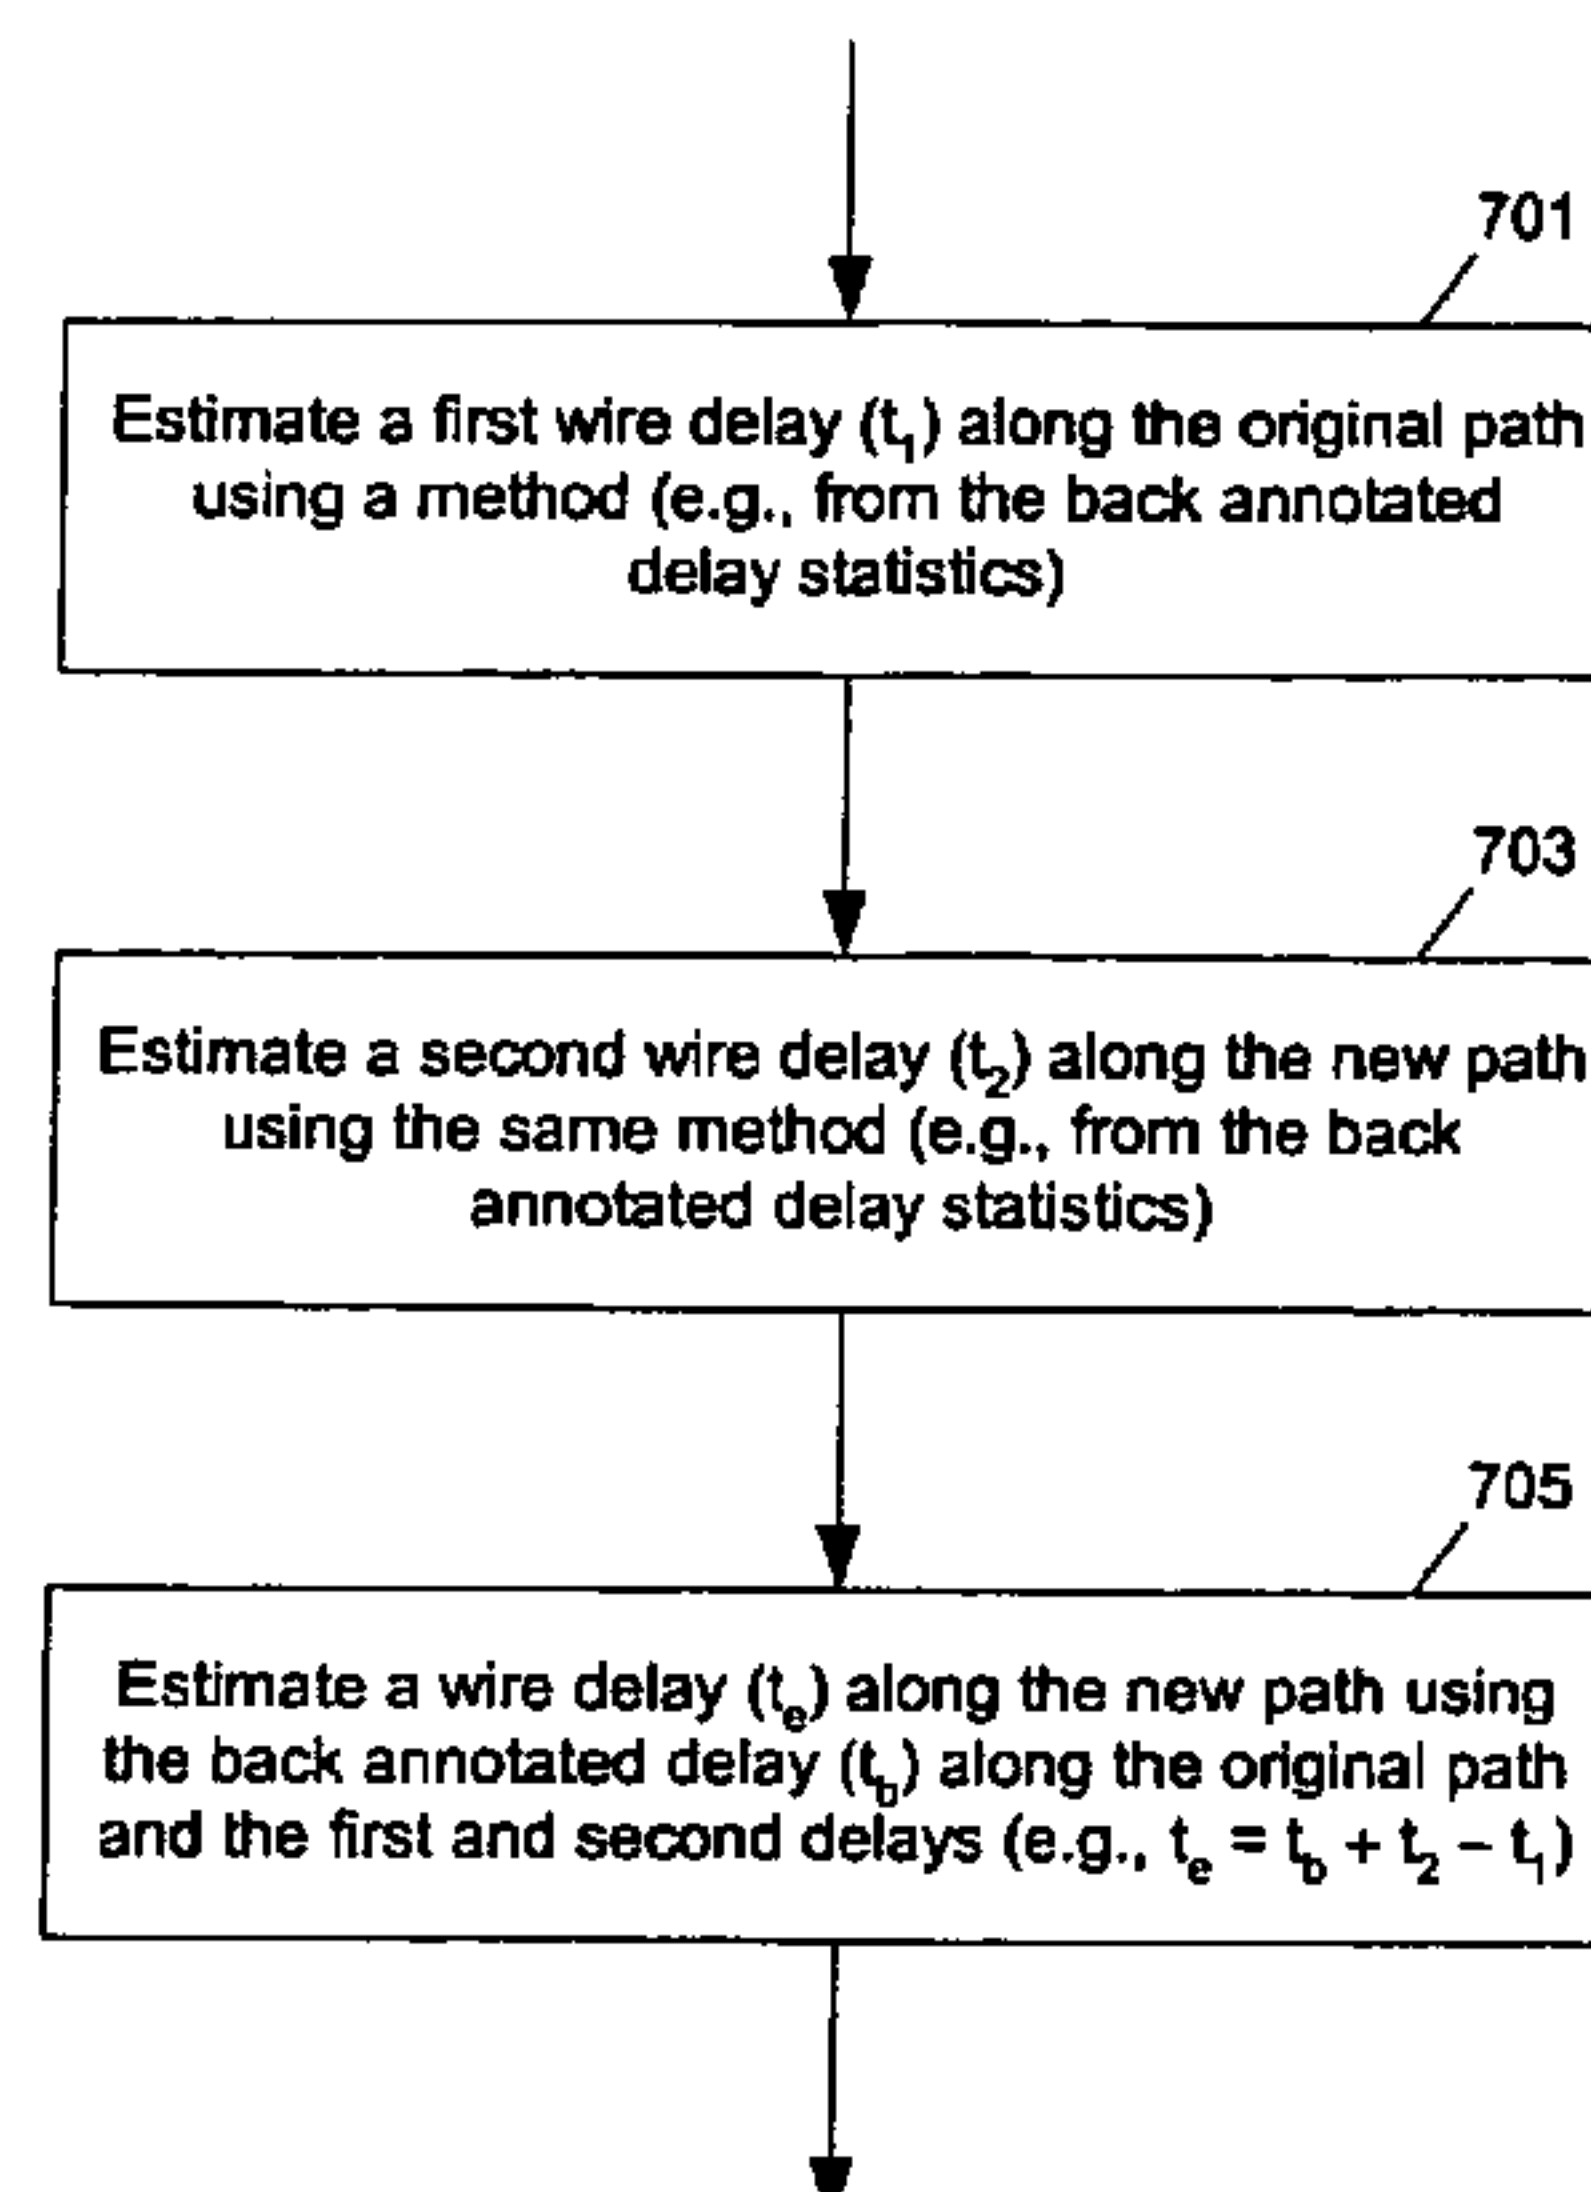 701
Estimate a first wire delay (t₁) along the original path
using a method (e.g., from the back annotated
delay statistics)
703
Estimate a second wire delay (t₂) along the new path
using the same method (e.g., from the back
annotated delay statistics)
705
Estimate a wire delay (tₑ) along the new path using
the back annotated delay (t_b) along the original path
and the first and second delays (e.g., tₑ = t_b + t₂ – t₁)